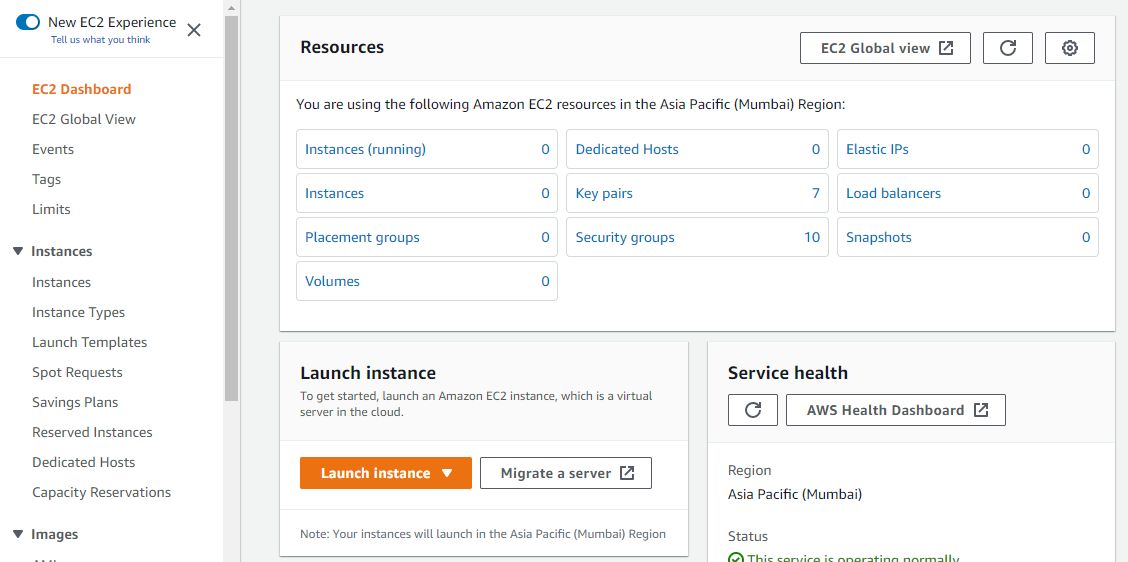 New EC2 Experience
Tell us what you think
EC2 Dashboard
EC2 Global View
Events
Tags
Limits
Instances
Instances
Instance Types
Launch Templates
Spot Requests
Savings Plans
Reserved Instances
Dedicated Hosts
Capacity Reservations
Images
Resources
EC2 Global view
You are using the following Amazon EC2 resources in the Asia Pacific (Mumbai) Region:
Instances (running) 0
Dedicated Hosts 0
Elastic IPs 0
Instances 0
Key pairs 7
Load balancers 0
Placement groups 0
Security groups 10
Snapshots 0
Volumes 0
Launch instance
To get started, launch an Amazon EC2 instance, which is a virtual
server in the cloud.
Launch instance
Migrate a server
Note: Your instances will launch in the Asia Pacific (Mumbai) Region
Service health
AWS Health Dashboard
Region
Asia Pacific (Mumbai)
Status
This service is operating normally